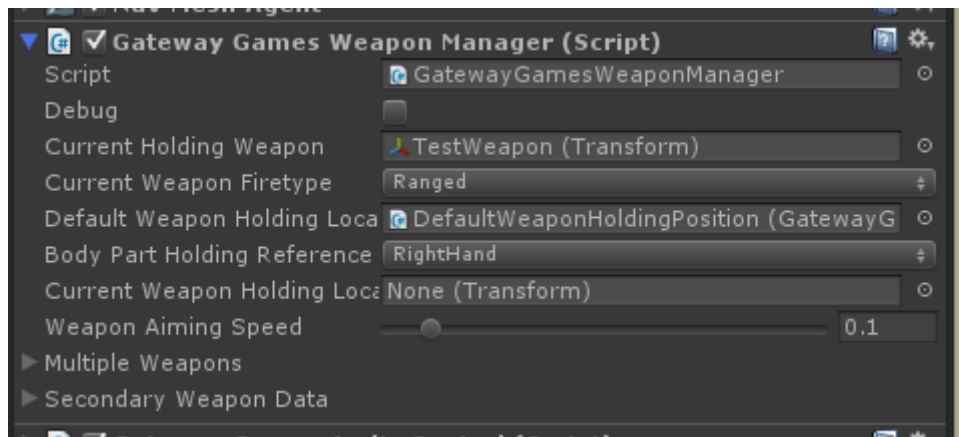 Gateway Games Weapon Manager (Script)
Script GatewayGamesWeaponManager
Debug
Current Holding Weapon TestWeapon (Transform)
Current Weapon Firetype Ranged
Default Weapon Holding Loca DefaultWeaponHoldingPosition (GatewayG
Body Part Holding Reference RightHand
Current Weapon Holding Loca None (Transform)
Weapon Aiming Speed 0.1
Multiple Weapons
Secondary Weapon Data